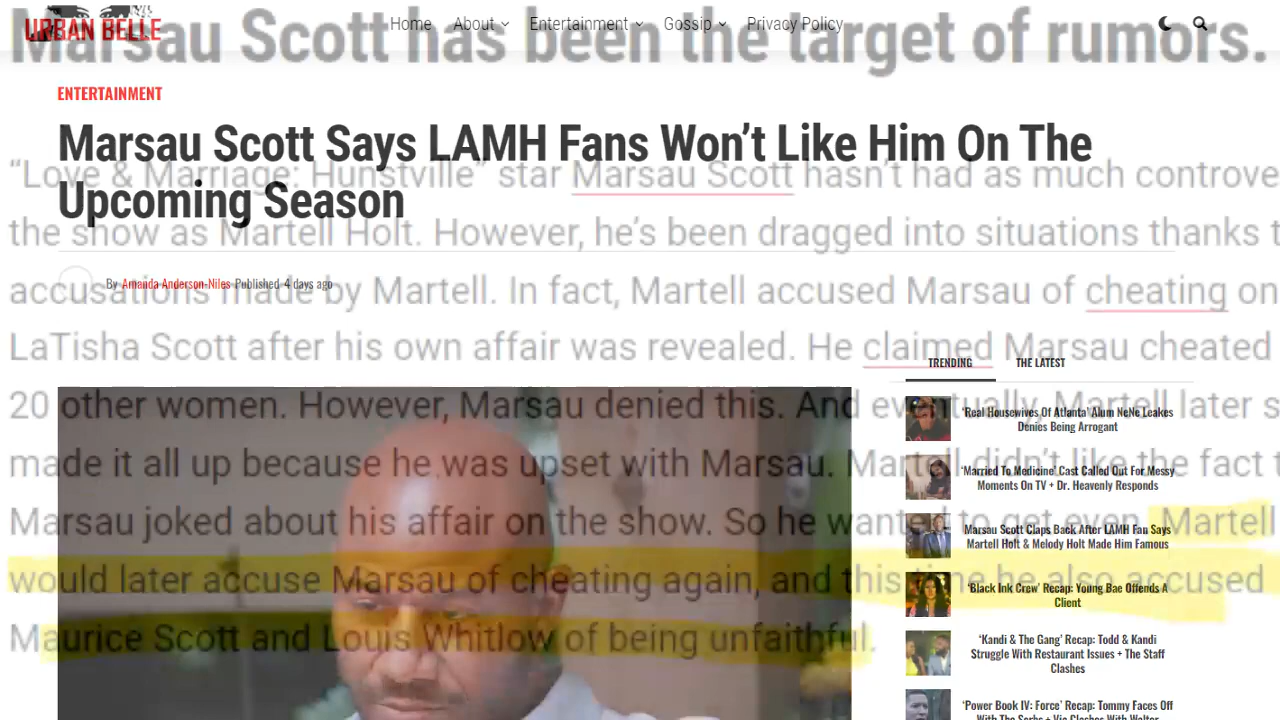 Marsau Scott has been the target of rumors.
URBAN BELLE
Home About Entertainment Gossip Privacy Policy
ENTERTAINMENT
Marsau Scott Says LAMH Fans Won't Like Him On The
Upcoming Season
"Love & Marriage: Hunstville" star Marsau Scott hasn't had as much controve
the show as Martell Holt. However, he's been dragged into situations thanks t
By Amanda Anderson-Niles Published 4 days ago
accusations made by Martell. In fact, Martell accused Marsau of cheating on
LaTisha Scott after his own affair was revealed. He claimed Marsau cheated
20 other women. However, Marsau denied this. And eventually, Martell later s
made it all up because he was upset with Marsau. Martell didn't like the fact t
Marsau joked about his affair on the show. So he wanted to get even. Martell
would later accuse Marsau of cheating again, and this time he also accused
Maurice Scott and Louis Whitlow of being unfaithful.
TRENDING THE LATEST
'Real Housewives Of Atlanta' Alum NeNe Leakes
Denies Being Arrogant
'Married To Medicine' Cast Called Out For Messy
Moments On TV + Dr. Heavenly Responds
Marsau Scott Claps Back After LAMH Fan Says
Martell Holt & Melody Holt Made Him Famous
'Black Ink Crew' Recap: Young Bae Offends A
Client
'Kandi & The Gang' Recap: Todd & Kandi
Struggle With Restaurant Issues + The Staff
Clashes
'Power Book IV: Force' Recap: Tommy Faces Off
With The Serbs + Vic Clashes With Walter